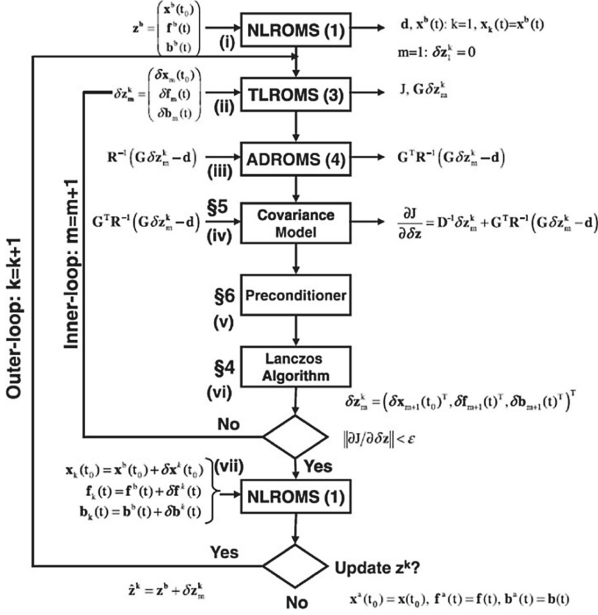 z^b = ( x^b(t_0) f^b(t) b^b(t) )
(i)
NLROMS (1)
d, x^b(t): k=1, x_k(t)=x^b(t)
m=1: δz_1^k = 0
δz_m^k = ( δx_m(t_0) δf_m(t) δb_m(t) )
(ii)
TLROMS (3)
J, Gδz_m^k
R^-1(Gδz_m^k − d)
(iii)
ADROMS (4)
G^T R^-1(Gδz_m^k − d)
G^T R^-1(Gδz_m^k − d)
§5
(iv)
Covariance
Model
∂J/∂δz = D^-1 δz_m^k + G^T R^-1(Gδz_m^k − d)
§6
(v)
Preconditioner
§4
(vi)
Lanczos
Algorithm
δz_m^k = (δx_{m+1}(t_0)^T, δf_{m+1}(t)^T, δb_{m+1}(t)^T)^T
No
‖∂J/∂δz‖ < ε
Yes
x_k(t_0) = x^b(t_0) + δx^k(t_0)
f_k(t) = f^b(t) + δf^k(t)
b_k(t) = b^b(t) + δb^k(t)
(vii)
NLROMS (1)
Yes
Update z^k?
ẑ^k = z^b + δz_m^k
No
x^a(t_0) = x(t_0), f^a(t) = f(t), b^a(t) = b(t)
Inner-loop: m=m+1
Outer-loop: k=k+1